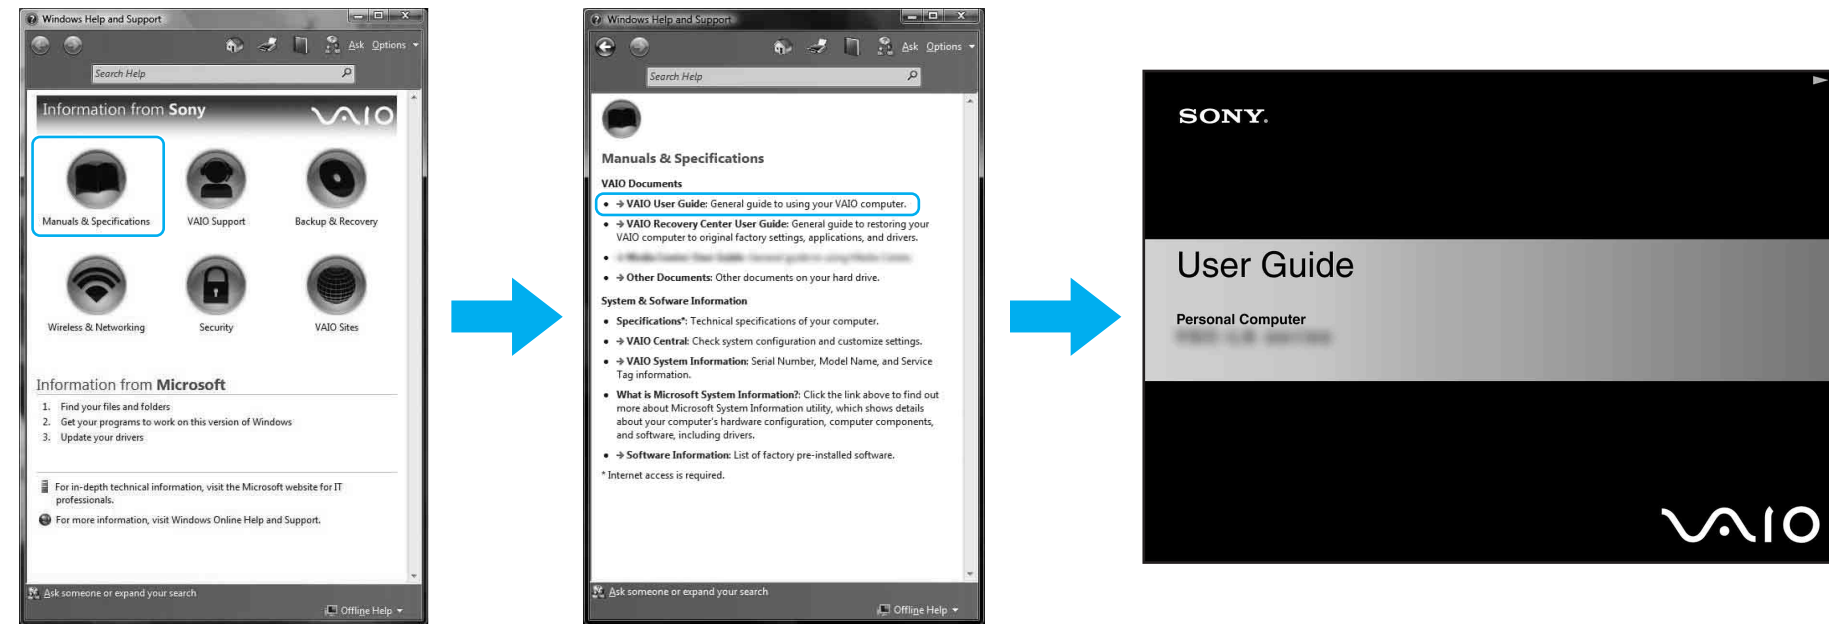 Windows Help and Support
Ask Options
Search Help
Information from Sony
VAIO
Manuals & Specifications
VAIO Support
Backup & Recovery
Wireless & Networking
Security
VAIO Sites
Information from Microsoft
1. Find your files and folders
2. Get your programs to work on this version of Windows
3. Update your drivers
For in-depth technical information, visit the Microsoft website for IT
professionals.
For more information, visit Windows Online Help and Support.
Ask someone or expand your search
Offline Help
Windows Help and Support
Ask Options
Search Help
Manuals & Specifications
VAIO Documents
• → VAIO User Guide: General guide to using your VAIO computer.
• → VAIO Recovery Center User Guide: General guide to restoring your
VAIO computer to original factory settings, applications, and drivers.
• → Other Documents: Other documents on your hard drive.
System & Sofware Information
• Specifications*: Technical specifications of your computer.
• → VAIO Central: Check system configuration and customize settings.
• → VAIO System Information: Serial Number, Model Name, and Service
Tag information.
• What is Microsoft System Information?: Click the link above to find out
more about Microsoft System Information utility, which shows details
about your computer's hardware configuration, computer components,
and software, including drivers.
• → Software Information: List of factory pre-installed software.
* Internet access is required.
Ask someone or expand your search
Offline Help
SONY.
User Guide
Personal Computer
VAIO